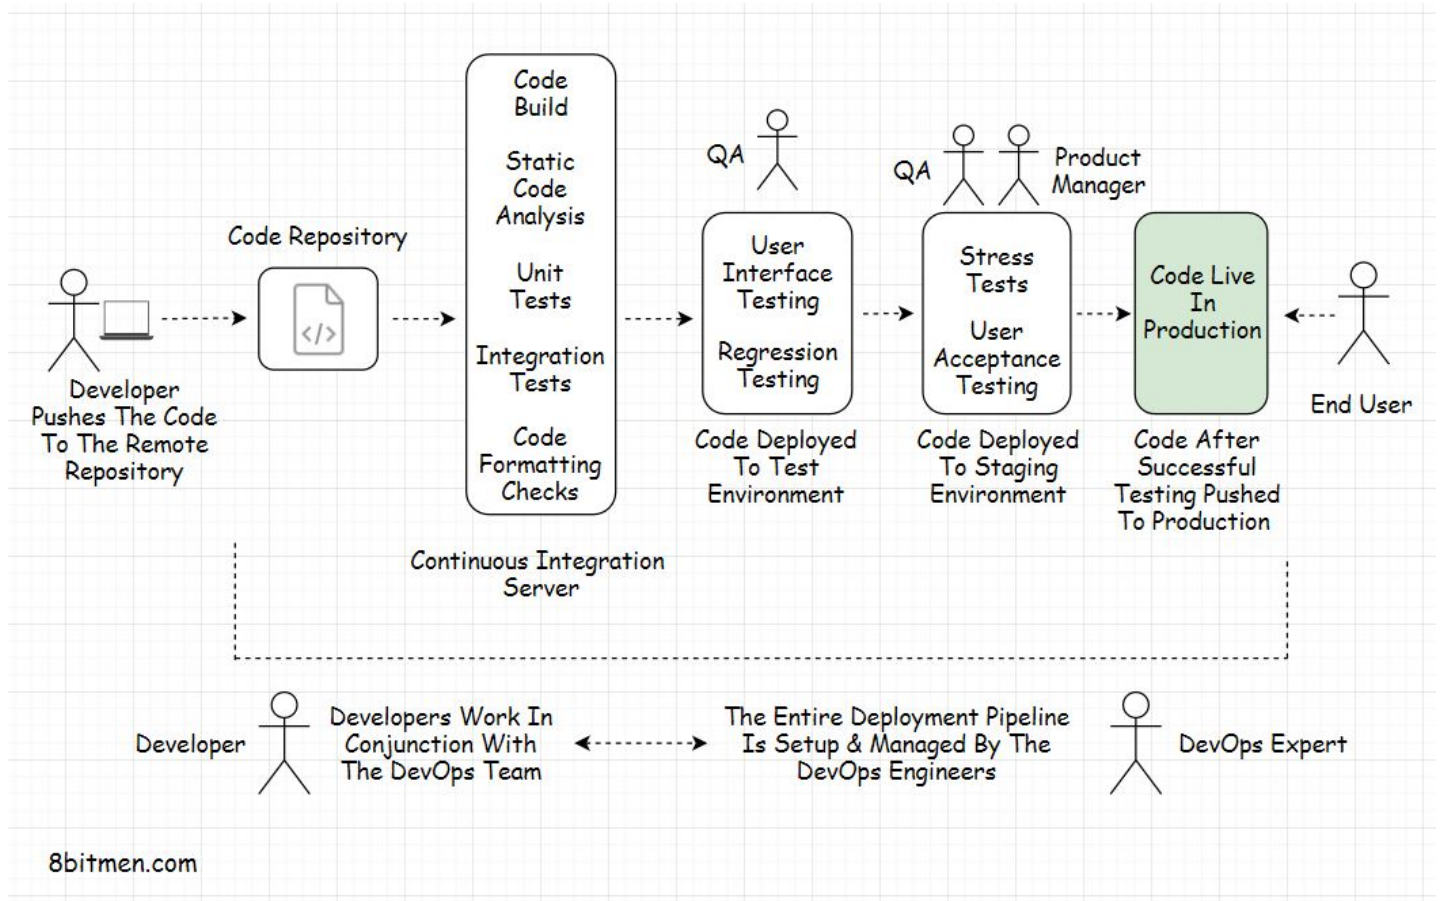 Code
Build
Static
Code
Analysis
Unit
Tests
Integration
Tests
Code
Formatting
Checks
Continuous Integration
Server
Code Repository
</>
Developer
Pushes The Code
To The Remote
Repository
QA
User
Interface
Testing
Regression
Testing
Code Deployed
To Test
Environment
QA
Product
Manager
Stress
Tests
User
Acceptance
Testing
Code Deployed
To Staging
Environment
Code Live
In
Production
Code After
Successful
Testing Pushed
To Production
End User
Developer
Developers Work In
Conjunction With
The DevOps Team
The Entire Deployment Pipeline
Is Setup & Managed By The
DevOps Engineers
DevOps Expert
8bitmen.com